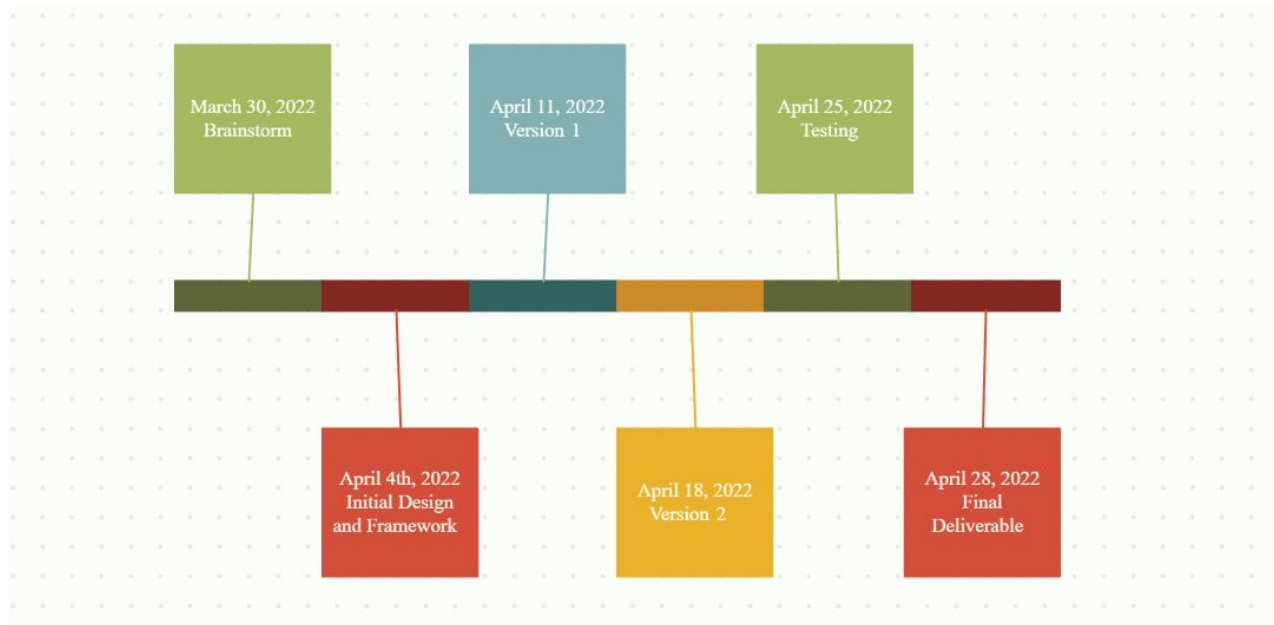 March 30, 2022
Brainstorm
April 4th, 2022
Initial Design
and Framework
April 11, 2022
Version 1
April 18, 2022
Version 2
April 25, 2022
Testing
April 28, 2022
Final
Deliverable